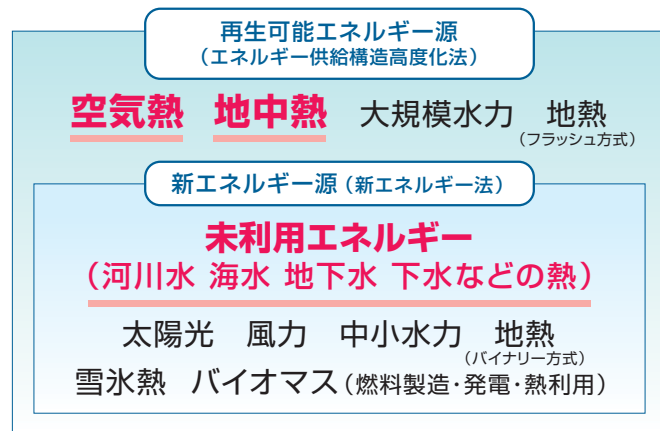 再生可能エネルギー源
（エネルギー供給構造高度化法）
空気熱 地中熱 大規模水力 地熱
（フラッシュ方式）
新エネルギー源（新エネルギー法）
未利用エネルギー
（河川水 海水 地下水 下水などの熱）
太陽光 風力 中小水力 地熱
（バイナリー方式）
雪氷熱 バイオマス（燃料製造・発電・熱利用）